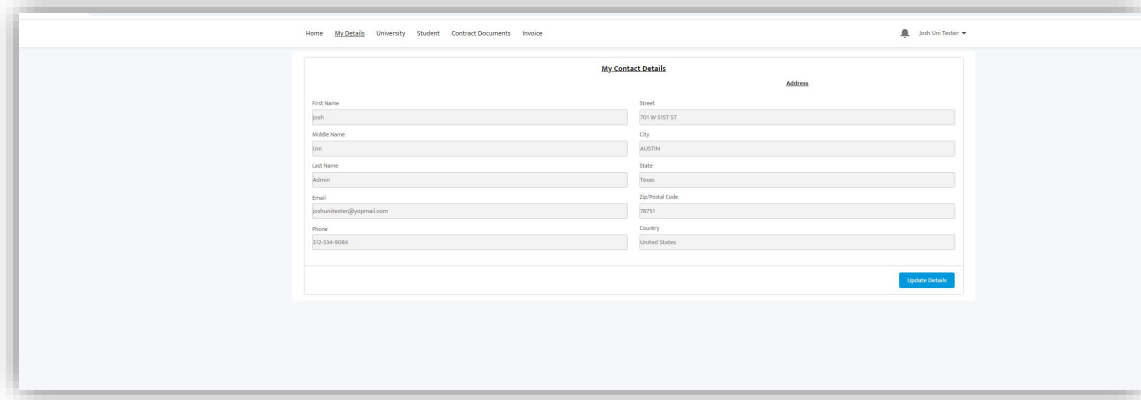 Home My Details University Student Contract Documents Invoice Josh Uni Tester
My Contact Details
Address
First Name
Josh
Middle Name
Uni
Last Name
Admin
Email
joshunitester@yopmail.com
Phone
312-334-9084
Street
701 W 51ST ST
City
AUSTIN
State
Texas
Zip/Postal Code
78751
Country
United States
Update Details